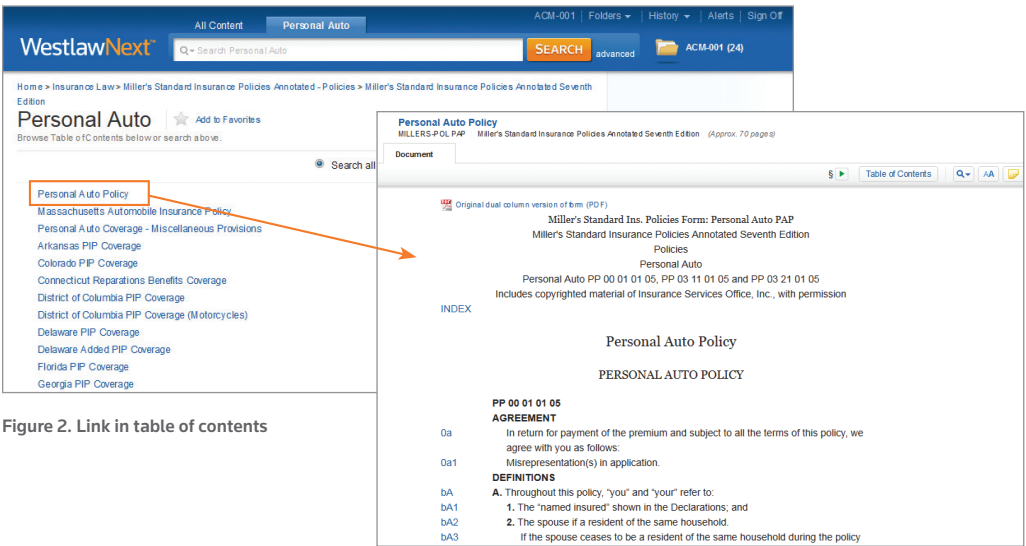 ACM-001 | Folders | History | Alerts | Sign Off
All Content Personal Auto
WestlawNext™ Search Personal Auto SEARCH advanced ACM-001 (24)
Home > Insurance Law > Miller's Standard Insurance Policies Annotated - Policies > Miller's Standard Insurance Policies Annotated Seventh
Edition
Personal Auto Add to Favorites
Browse Table of Contents below or search above.
Search all
Personal Auto Policy
Massachusetts Automobile Insurance Policy
Personal Auto Coverage - Miscellaneous Provisions
Arkansas PIP Coverage
Colorado PIP Coverage
Connecticut Reparations Benefits Coverage
District of Columbia PIP Coverage
District of Columbia PIP Coverage (Motorcycles)
Delaware PIP Coverage
Delaware Added PIP Coverage
Florida PIP Coverage
Georgia PIP Coverage
Figure 2. Link in table of contents
Personal Auto Policy
MILLERS-POL PAP Miller's Standard Insurance Policies Annotated Seventh Edition (Approx. 70 pages)
Document
§ Table of Contents AA
Original dual column version of form (PDF)
Miller's Standard Ins. Policies Form: Personal Auto PAP
Miller's Standard Insurance Policies Annotated Seventh Edition
Policies
Personal Auto
Personal Auto PP 00 01 01 05, PP 03 11 01 05 and PP 03 21 01 05
Includes copyrighted material of Insurance Services Office, Inc., with permission
INDEX
Personal Auto Policy
PERSONAL AUTO POLICY
PP 00 01 01 05
AGREEMENT
0a In return for payment of the premium and subject to all the terms of this policy, we
agree with you as follows:
0a1 Misrepresentation(s) in application.
DEFINITIONS
bA A. Throughout this policy, "you" and "your" refer to:
bA1 1. The "named insured" shown in the Declarations; and
bA2 2. The spouse if a resident of the same household.
bA3 If the spouse ceases to be a resident of the same household during the policy